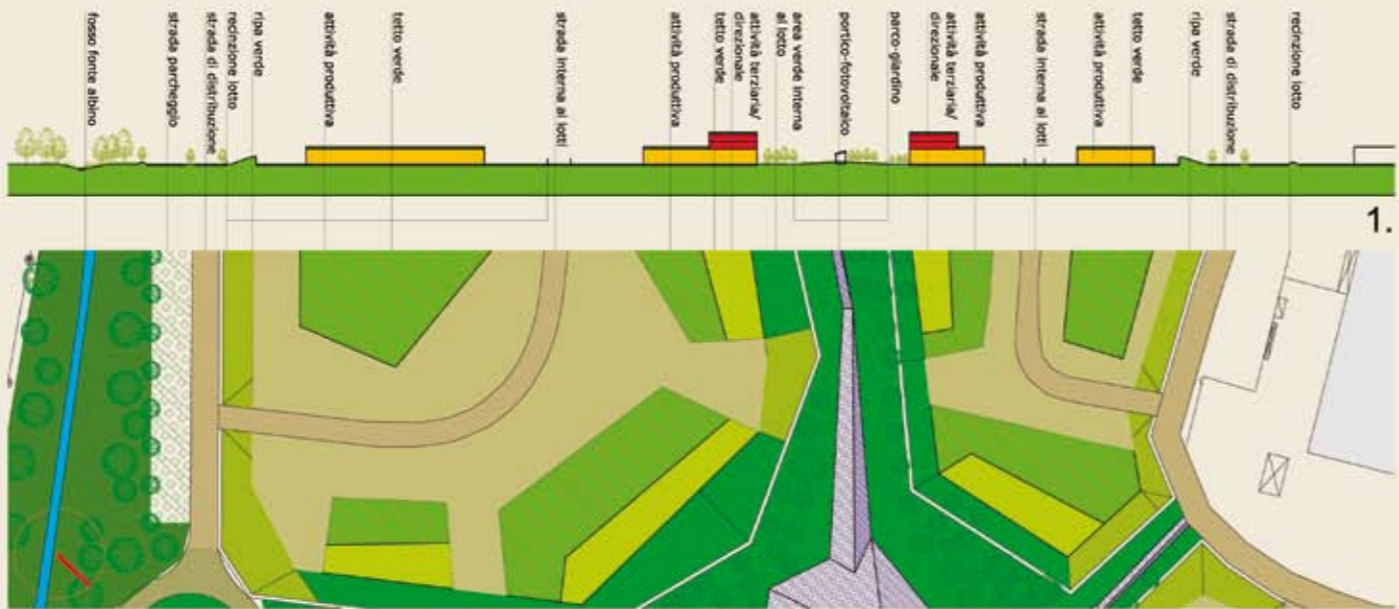 fosso fonte albino
strada parcheggio
strada di distribuzione
recinzione lotto
ripa verde
attività produttiva
tetto verde
strada interna ai lotti
attività produttiva
tetto verde
attività terziaria/
direzionale
area verde interna
al lotto
portico-fotovoltaico
parco-giardino
attività terziaria/
direzionale
attività produttiva
strada interna ai lotti
attività produttiva
tetto verde
ripa verde
strada di distribuzione
recinzione lotto
1.